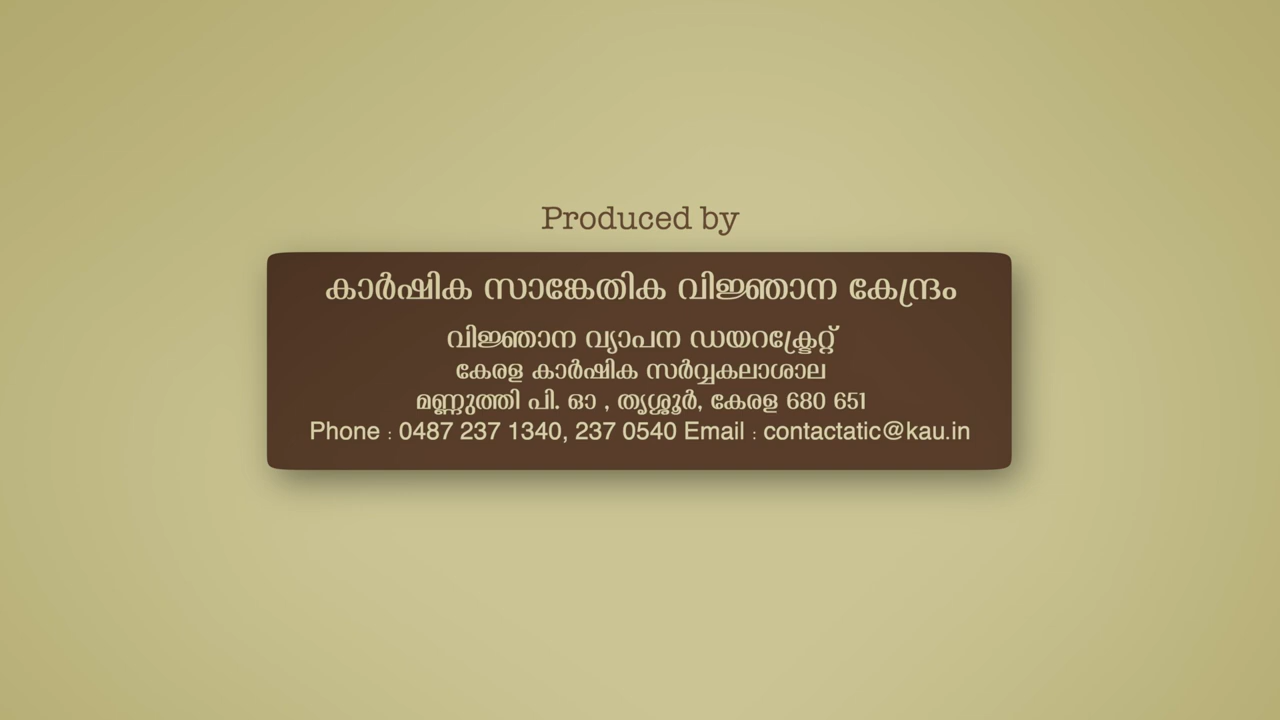 Produced by
കാർഷിക സാങ്കേതിക വിജ്ഞാന കേന്ദ്രം
വിജ്ഞാന വ്യാപന ഡയറക്ട്രേറ്റ്
കേരള കാർഷിക സർവ്വകലാശാല
മണ്ണുത്തി പി. ഓ , തൃശ്ശൂർ, കേരള 680 651
Phone : 0487 237 1340, 237 0540 Email : contactatic@kau.in